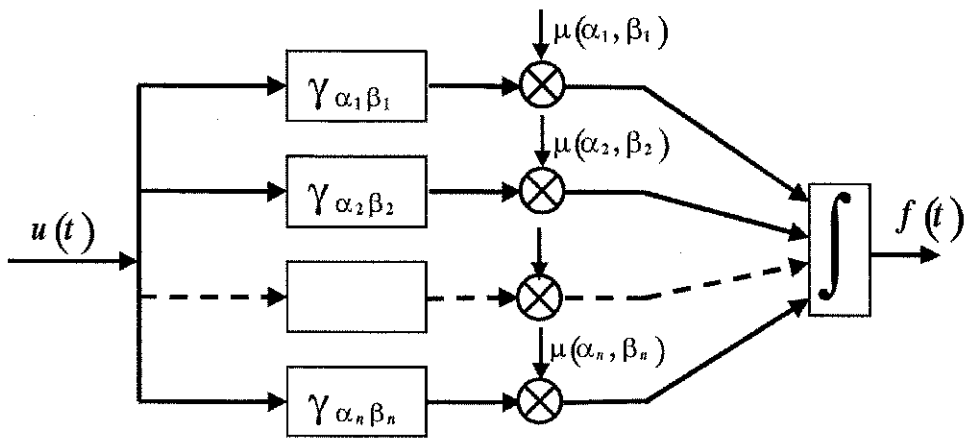 μ(α₁, β₁)
γ α₁β₁
μ(α₂, β₂)
γ α₂β₂
u(t)
∫
f(t)
μ(αₙ, βₙ)
γ αₙβₙ